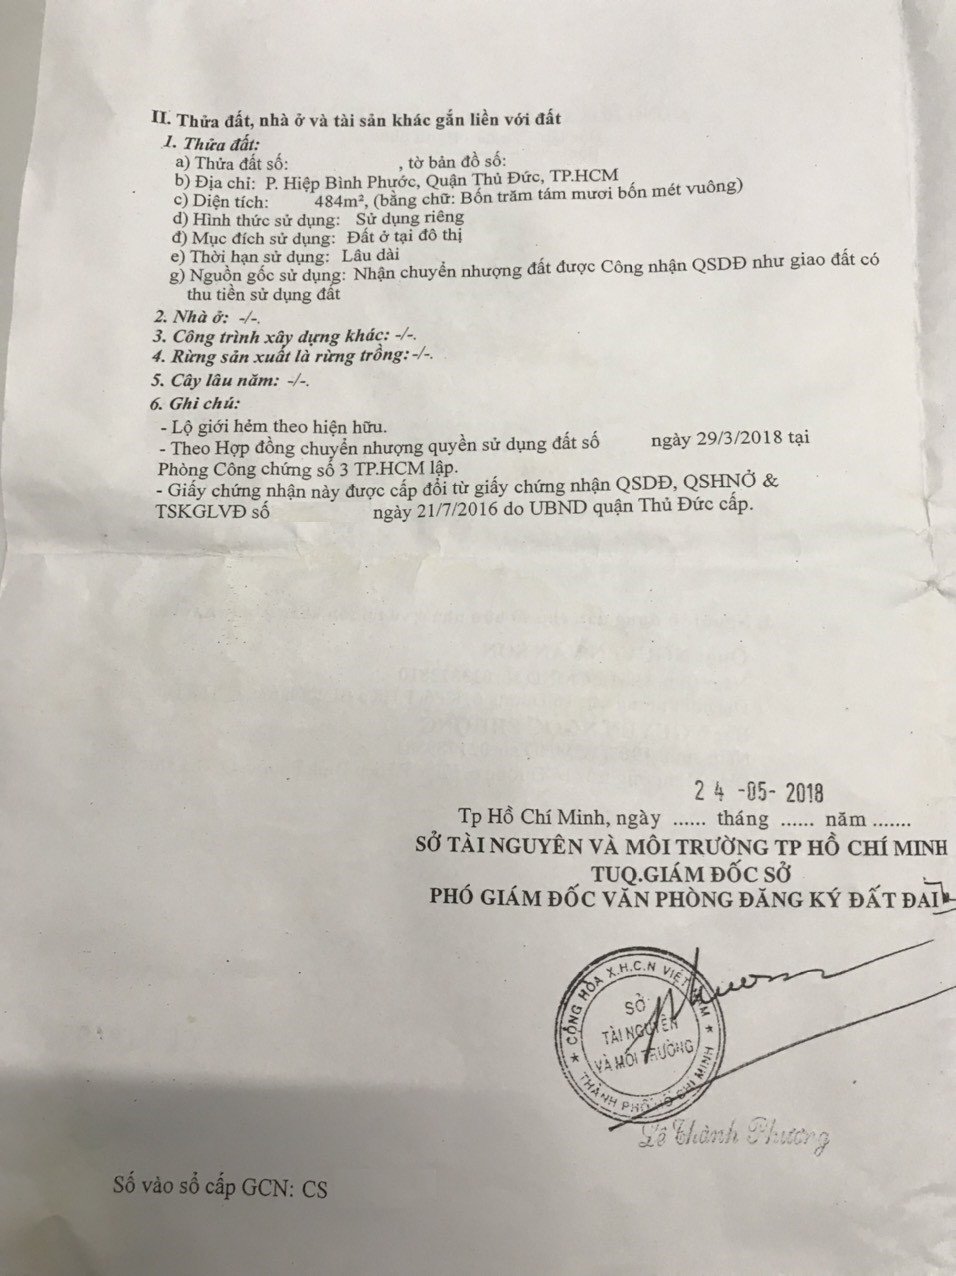 II. Thửa đất, nhà ở và tài sản khác gắn liền với đất
1. Thửa đất:
a) Thửa đất số: , tờ bản đồ số:
b) Địa chỉ: P. Hiệp Bình Phước, Quận Thủ Đức, TP.HCM
c) Diện tích: 484m², (bằng chữ: Bốn trăm tám mươi bốn mét vuông)
d) Hình thức sử dụng: Sử dụng riêng
đ) Mục đích sử dụng: Đất ở tại đô thị
e) Thời hạn sử dụng: Lâu dài
g) Nguồn gốc sử dụng: Nhận chuyển nhượng đất được Công nhận QSDĐ như giao đất có
thu tiền sử dụng đất
2. Nhà ở: -/-.
3. Công trình xây dựng khác: -/-.
4. Rừng sản xuất là rừng trồng: -/-.
5. Cây lâu năm: -/-.
6. Ghi chú:
- Lộ giới hẻm theo hiện hữu.
- Theo Hợp đồng chuyển nhượng quyền sử dụng đất số ngày 29/3/2018 tại
Phòng Công chứng số 3 TP.HCM lập.
- Giấy chứng nhận này được cấp đổi từ giấy chứng nhận QSDĐ, QSHNỞ &
TSKGLVĐ số ngày 21/7/2016 do UBND quận Thủ Đức cấp.
24 -05- 2018
Tp Hồ Chí Minh, ngày ...... tháng ...... năm .......
SỞ TÀI NGUYÊN VÀ MÔI TRƯỜNG TP HỒ CHÍ MINH
TUQ.GIÁM ĐỐC SỞ
PHÓ GIÁM ĐỐC VĂN PHÒNG ĐĂNG KÝ ĐẤT ĐAI
CỘNG HÒA X.H.C.N VIỆT NAM
SỞ
TÀI NGUYÊN
VÀ MÔI TRƯỜNG
THÀNH PHỐ HỒ CHÍ MINH
Lê Thành Phương
Số vào sổ cấp GCN: CS